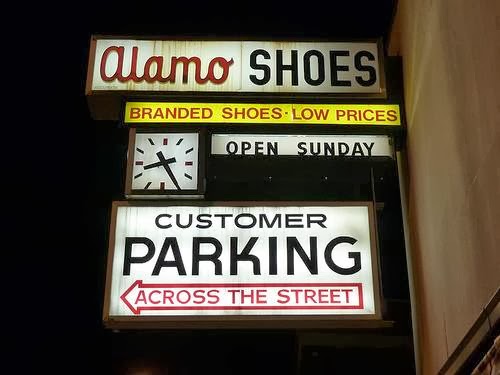 Alamo SHOES
BRANDED SHOES · LOW PRICES
OPEN SUNDAY
CUSTOMER
PARKING
ACROSS THE STREET